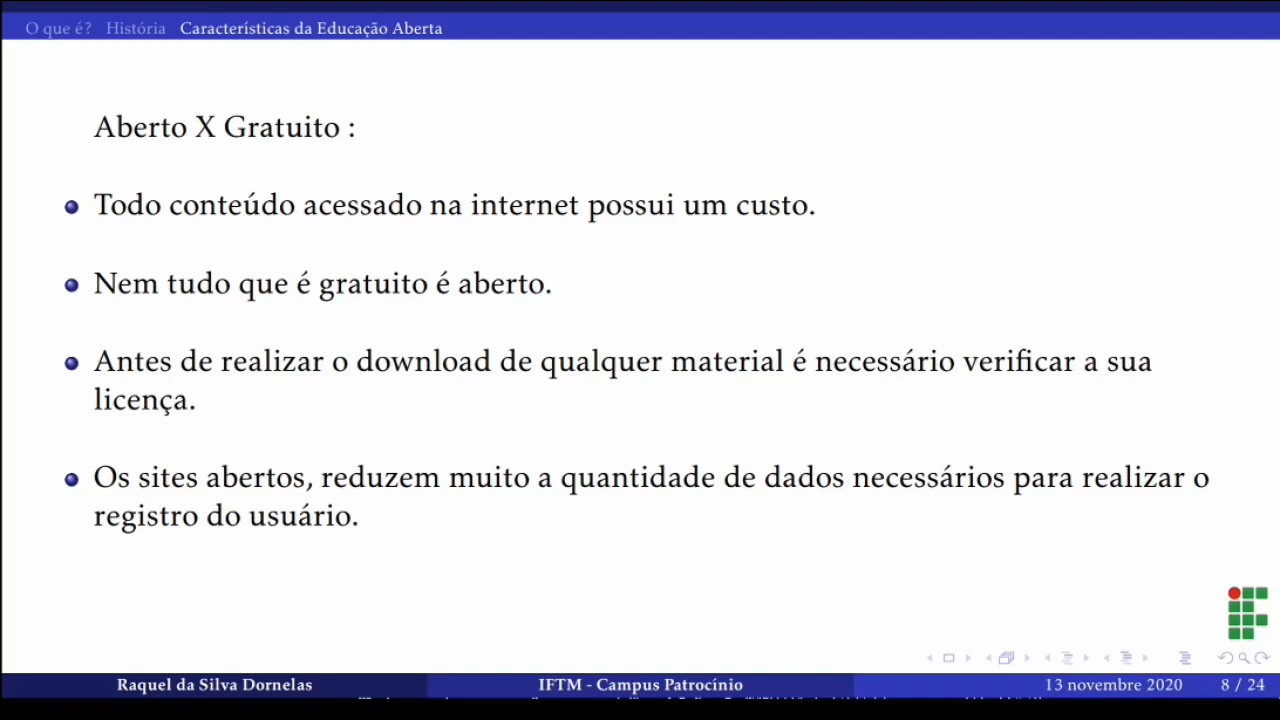 O que é? História Características da Educação Aberta
Aberto X Gratuito :
Todo conteúdo acessado na internet possui um custo.
Nem tudo que é gratuito é aberto.
Antes de realizar o download de qualquer material é necessário verificar a sua
licença.
Os sites abertos, reduzem muito a quantidade de dados necessários para realizar o
registro do usuário.
Raquel da Silva Dornelas IFTM - Campus Patrocínio 13 novembre 2020 8 / 24